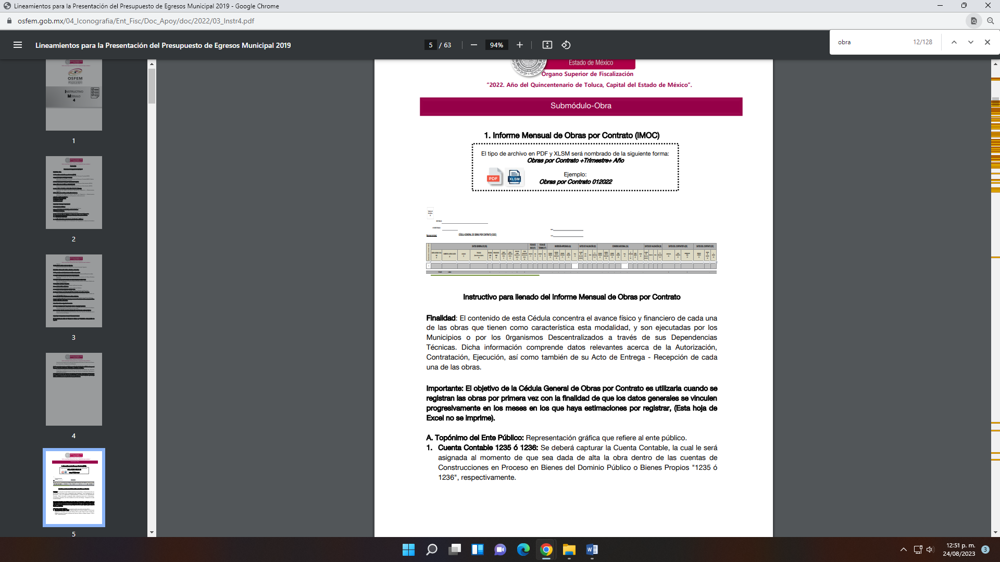 Lineamientos para la Presentación del Presupuesto de Egresos Municipal 2019 - Google Chrome
osfem.gob.mx/04_Iconografia/Ent_Fisc/Doc_Apoy/doc/2022/03_Instr4.pdf
Lineamientos para la Presentación del Presupuesto de Egresos Municipal 2019
5 / 63
94%
obra
12/128
OSFEM
INSTRUCTIVO
MÓDULO
4
1
2
3
4
5
Estado de México
Órgano Superior de Fiscalización
“2022. Año del Quincentenario de Toluca, Capital del Estado de México”.
Submódulo-Obra
1. Informe Mensual de Obras por Contrato (IMOC)
El tipo de archivo en PDF y XLSM será nombrado de la siguiente forma:
Obras por Contrato +Trimestre+ Año
PDF
XLSM
Ejemplo:
Obras por Contrato 012022
CÉDULA GENERAL DE OBRAS POR CONTRATO (CGOC)
Instructivo para llenado del Informe Mensual de Obras por Contrato
Finalidad: El contenido de esta Cédula concentra el avance físico y financiero de cada una
de las obras que tienen como característica esta modalidad, y son ejecutadas por los
Municipios o por los 0rganismos Descentralizados a través de sus Dependencias
Técnicas. Dicha información comprende datos relevantes acerca de la Autorización,
Contratación, Ejecución, así como también de su Acto de Entrega - Recepción de cada
una de las obras.
Importante: El objetivo de la Cédula General de Obras por Contrato es utilizarla cuando se
registran las obras por primera vez con la finalidad de que los datos generales se vinculen
progresivamente en los meses en los que haya estimaciones por registrar, (Esta hoja de
Excel no se imprime).
A. Topónimo del Ente Público: Representación gráfica que refiere al ente público.
1. Cuenta Contable 1235 ó 1236: Se deberá capturar la Cuenta Contable, la cual le será
asignada al momento de que sea dada de alta la obra dentro de las cuentas de
Construcciones en Proceso en Bienes del Dominio Público o Bienes Propios "1235 ó
1236", respectivamente.
12:51 p. m.
24/08/2023
3